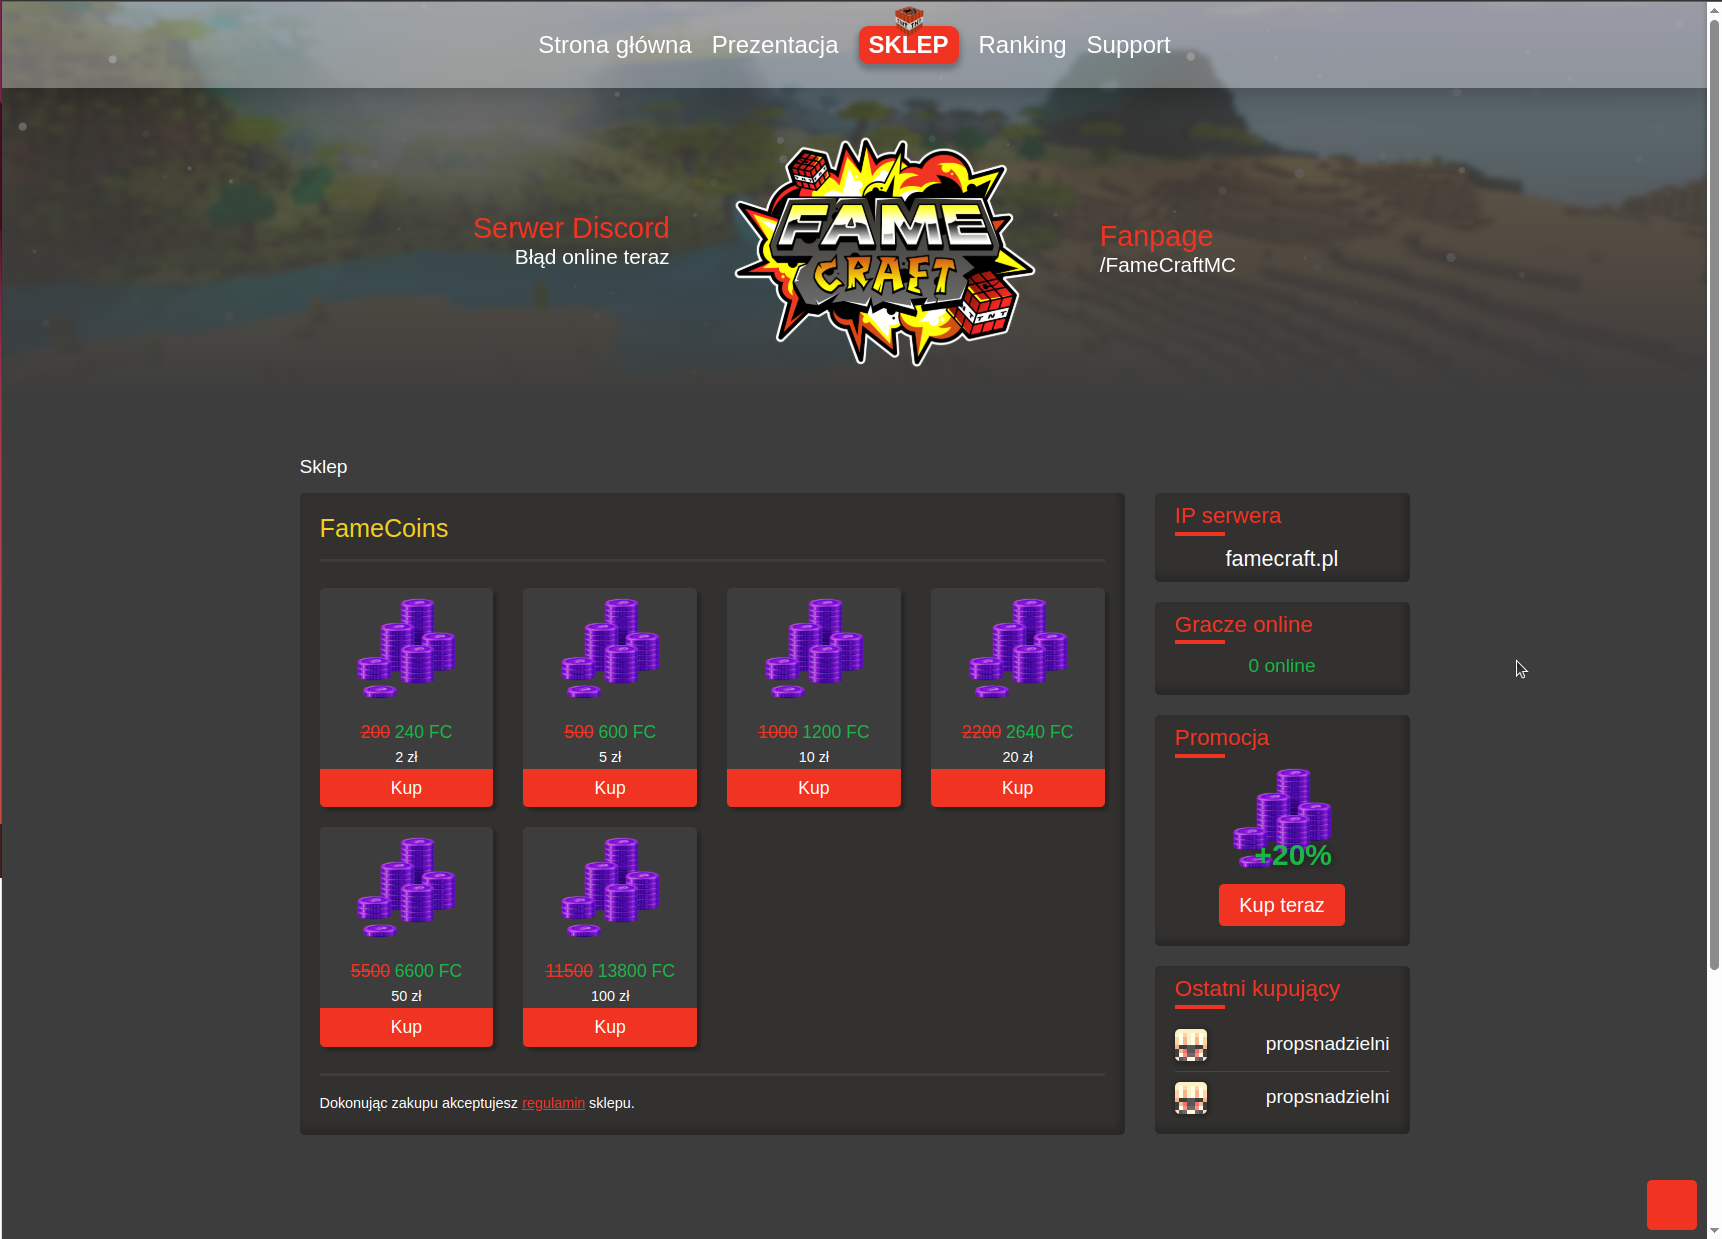 Strona główna Prezentacja SKLEP Ranking Support
FAME
CRAFT
TNT
Serwer Discord
Błąd online teraz
Fanpage
/FameCraftMC
Sklep
FameCoins
200 240 FC
2 zł
Kup
500 600 FC
5 zł
Kup
1000 1200 FC
10 zł
Kup
2200 2640 FC
20 zł
Kup
5500 6600 FC
50 zł
Kup
11500 13800 FC
100 zł
Kup
Dokonując zakupu akceptujesz regulamin sklepu.
IP serwera
famecraft.pl
Gracze online
0 online
Promocja
+20%
Kup teraz
Ostatni kupujący
propsnadzielni
propsnadzielni